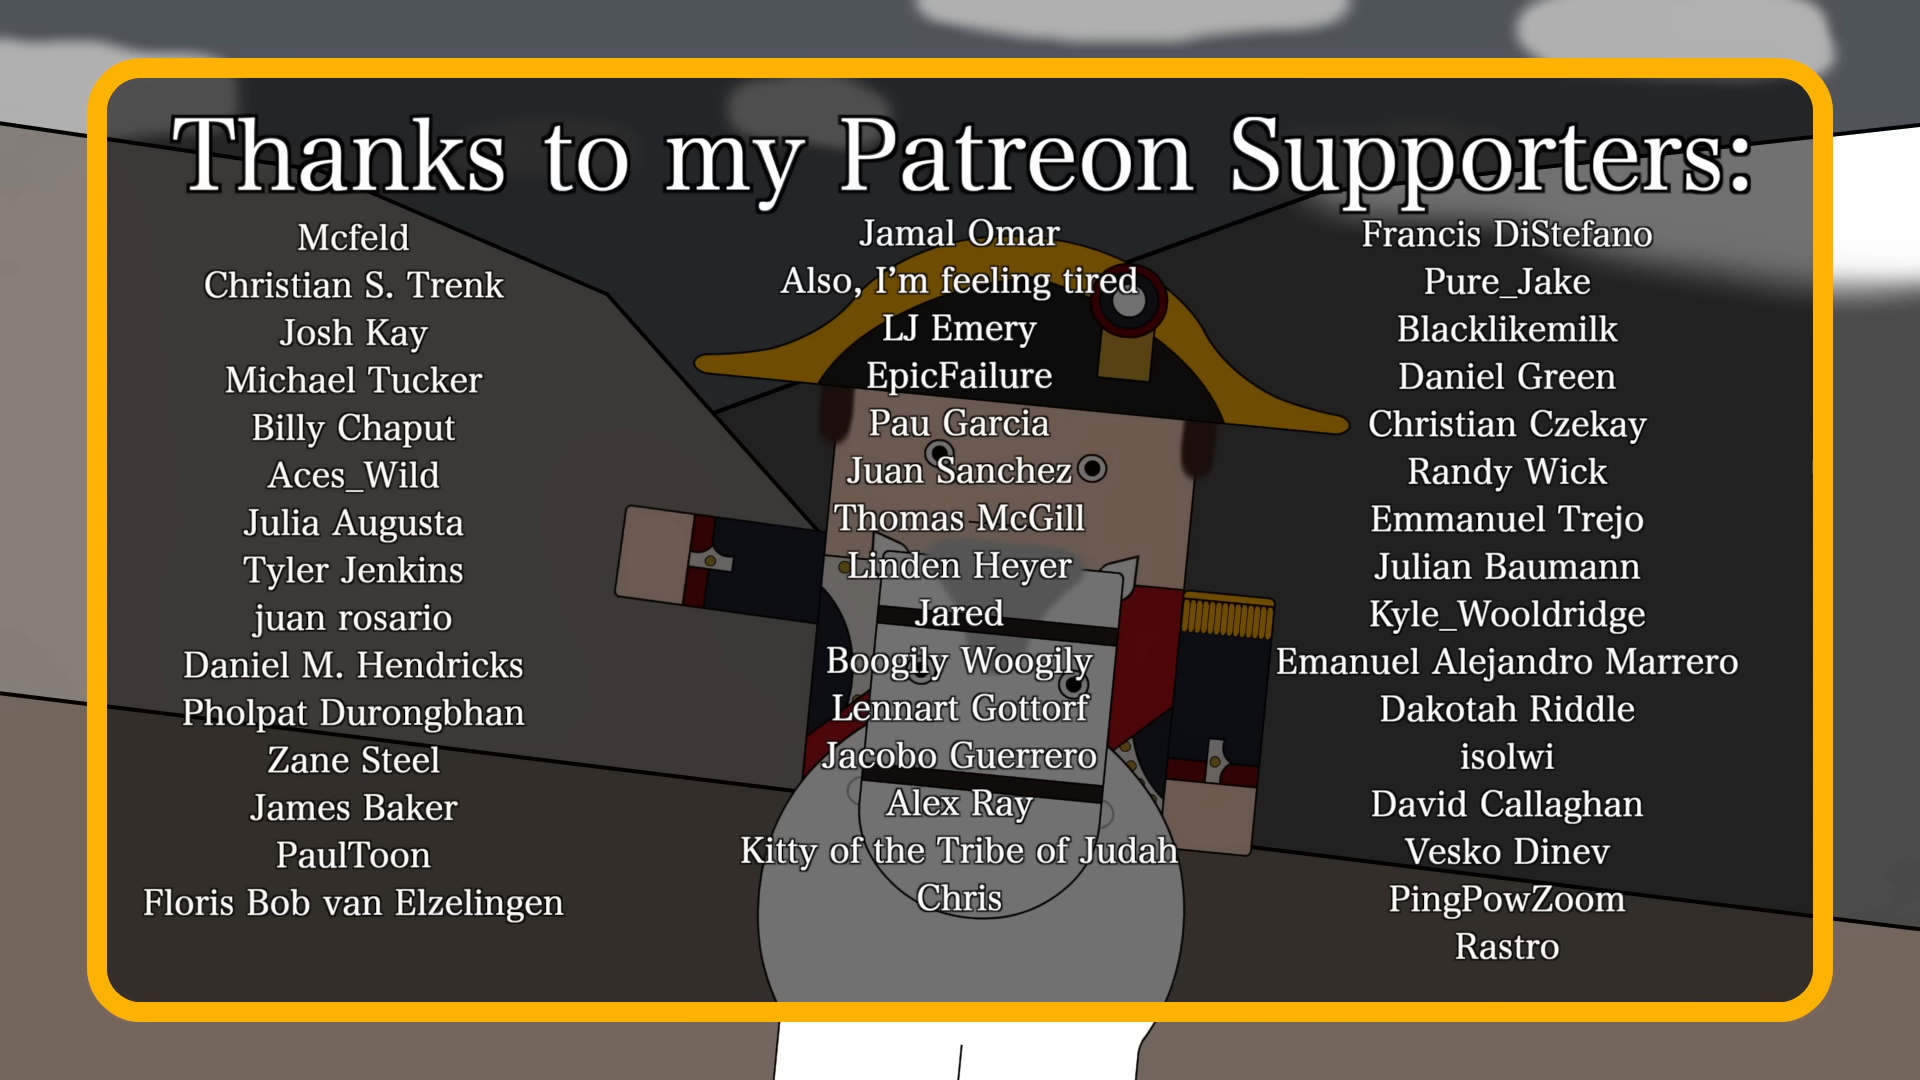 Thanks to my Patreon Supporters:
Mcfeld
Christian S. Trenk
Josh Kay
Michael Tucker
Billy Chaput
Aces_Wild
Julia Augusta
Tyler Jenkins
juan rosario
Daniel M. Hendricks
Pholpat Durongbhan
Zane Steel
James Baker
PaulToon
Floris Bob van Elzelingen
Jamal Omar
Also, I’m feeling tired
LJ Emery
EpicFailure
Pau Garcia
Juan Sanchez
Thomas McGill
Linden Heyer
Jared
Boogily Woogily
Lennart Gottorf
Jacobo Guerrero
Alex Ray
Kitty of the Tribe of Judah
Chris
Francis DiStefano
Pure_Jake
Blacklikemilk
Daniel Green
Christian Czekay
Randy Wick
Emmanuel Trejo
Julian Baumann
Kyle_Wooldridge
Emanuel Alejandro Marrero
Dakotah Riddle
isolwi
David Callaghan
Vesko Dinev
PingPowZoom
Rastro